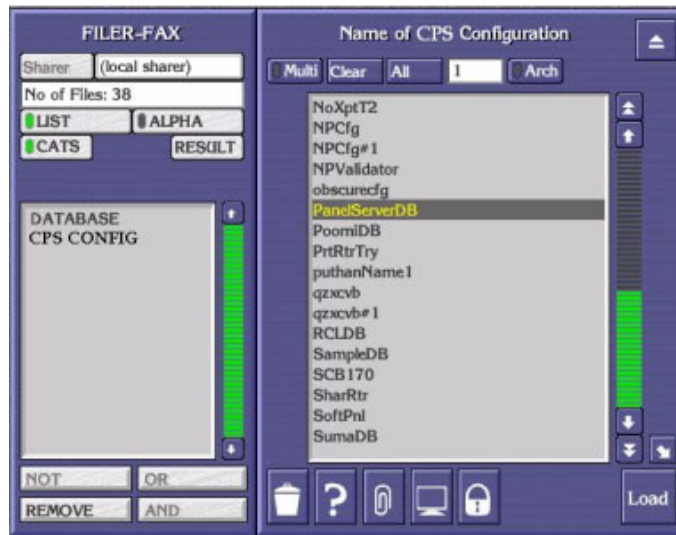 FILER-FAX
Sharer (local sharer)
No of Files: 38
LIST ALPHA
CATS RESULT
DATABASE
CPS CONFIG
NOT OR
REMOVE AND
Name of CPS Configuration
Multi Clear All 1 Arch
NoXptT2
NPCfg
NPCfg#1
NPValidator
obscurecfg
PanelServerDB
PoomiDB
PrtRtrTry
puthanName1
qzxcvb
qzxcvb#1
RCLDB
SampleDB
SCB170
SharRtr
SoftPnl
SumaDB
?
Load